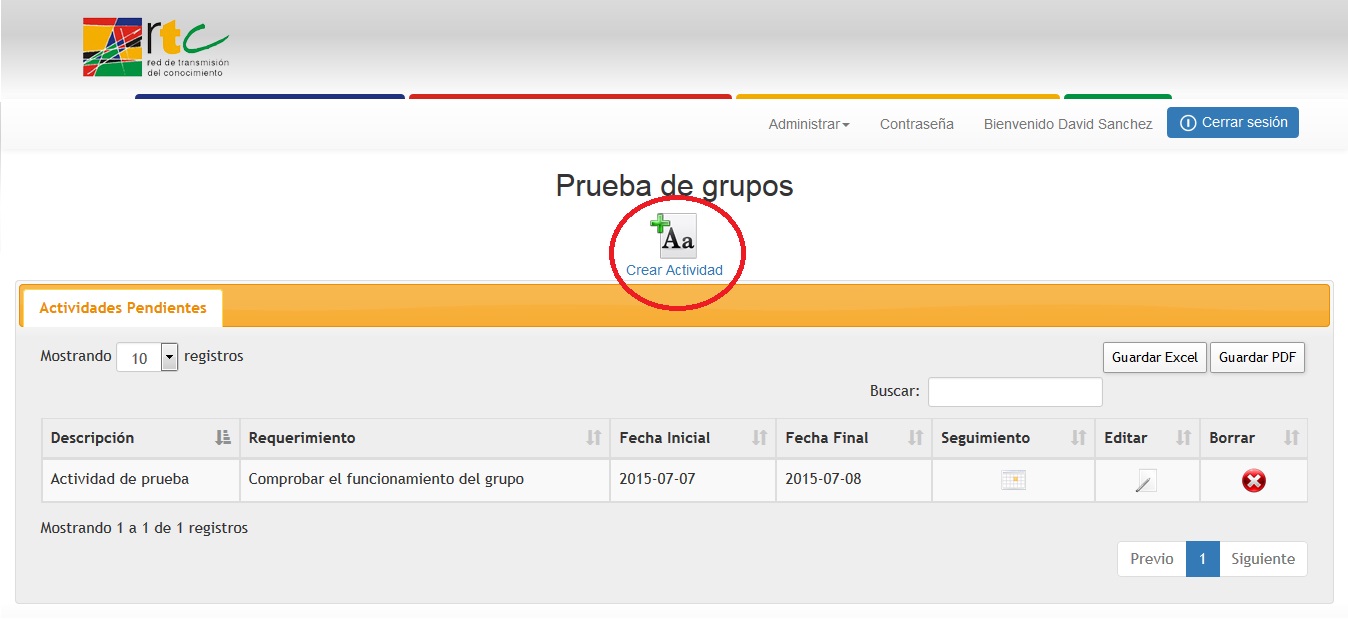 rtc
red de transmisión
del conocimiento
Administrar Contraseña Bienvenido David Sanchez Cerrar sesión
Prueba de grupos
Aa
Crear Actividad
Actividades Pendientes
Mostrando 10 registros Guardar Excel Guardar PDF
Buscar:
Descripción Requerimiento Fecha Inicial Fecha Final Seguimiento Editar Borrar
Actividad de prueba Comprobar el funcionamiento del grupo 2015-07-07 2015-07-08
Mostrando 1 a 1 de 1 registros
Previo 1 Siguiente